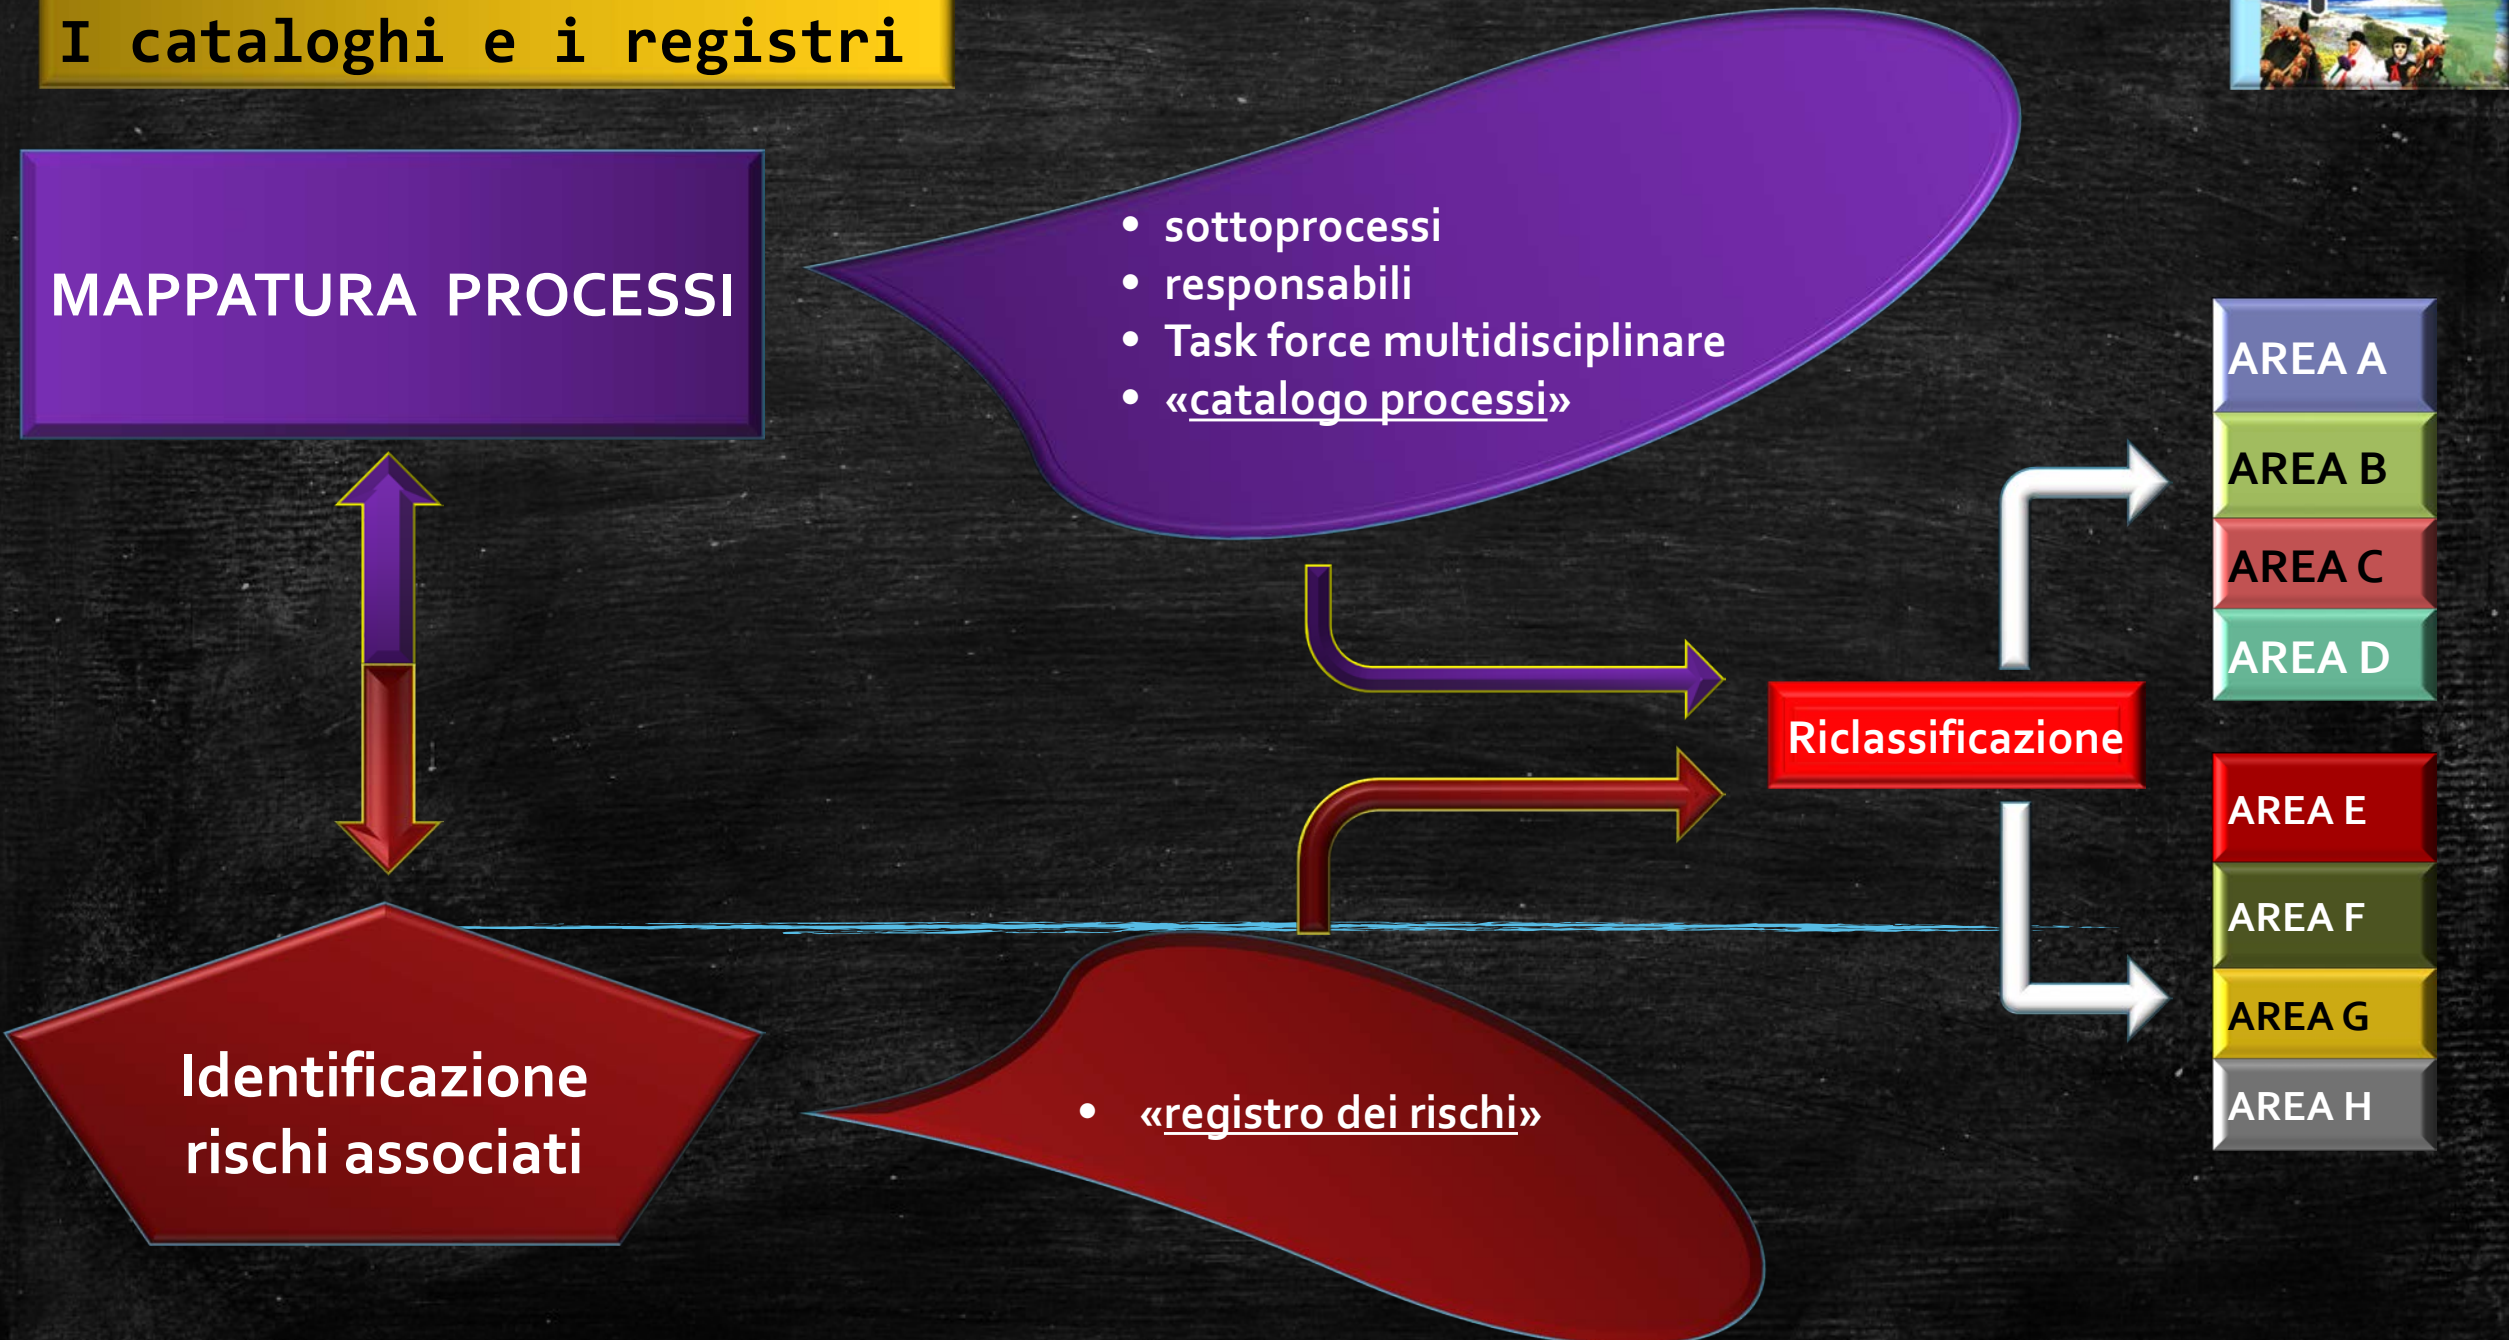 I cataloghi e i registri
MAPPATURA PROCESSI
• sottoprocessi
• responsabili
• Task force multidisciplinare
• «catalogo processi»
Riclassificazione
AREA A
AREA B
AREA C
AREA D
AREA E
AREA F
AREA G
AREA H
Identificazione
rischi associati
• «registro dei rischi»